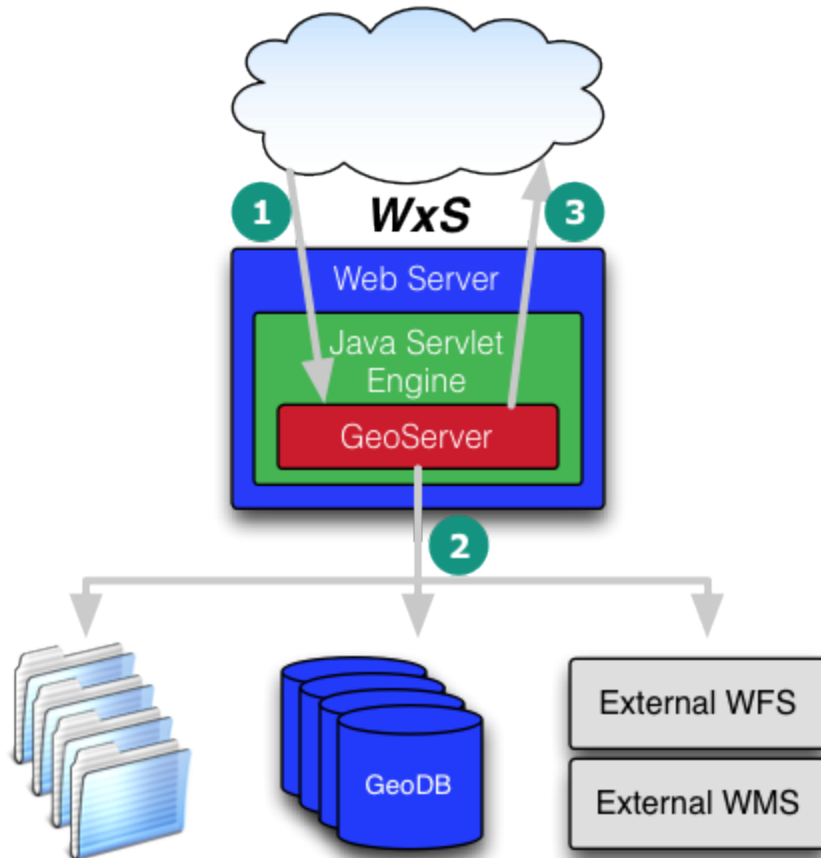 1
WxS
3
Web Server
Java Servlet
Engine
GeoServer
2
GeoDB
External WFS
External WMS